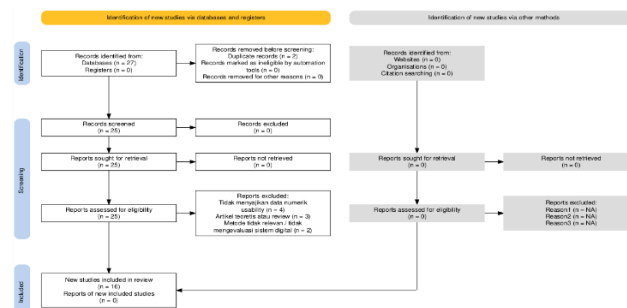 Identification of new studies via databases and registers
Identification of new studies via other methods
Identification
Records identified from:
Databases (n = 27)
Registers (n = 0)
Records removed before screening:
Duplicate records (n = 2)
Records marked as ineligible by automation
tools (n = 0)
Records removed for other reasons (n = 0)
Records identified from:
Websites (n = 0)
Organisations (n = 0)
Citation searching (n = 0)
Screening
Records screened
(n = 25)
Records excluded
(n = 0)
Reports sought for retrieval
(n = 25)
Reports not retrieved
(n = 0)
Reports sought for retrieval
(n = 0)
Reports not retrieved
(n = 0)
Reports assessed for eligibility
(n = 25)
Reports excluded:
Tidak menyajikan data numerik
usability (n = 4)
Artikel teoretis atau review (n = 3)
Metode tidak relevan / tidak
mengevaluasi sistem digital (n = 2)
Reports assessed for eligibility
(n = 0)
Reports excluded:
Reason1 (n = NA)
Reason2 (n = NA)
Reason3 (n = NA)
Included
New studies included in review
(n = 16)
Reports of new included studies
(n = 0)